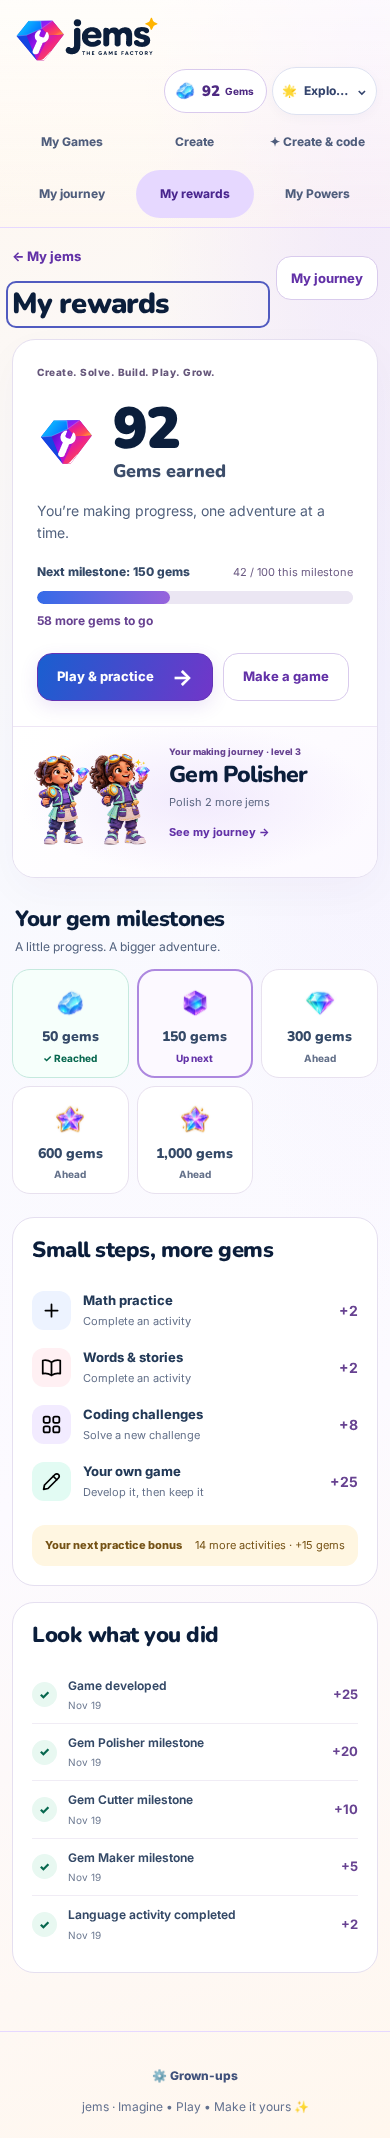 jems
THE GAME FACTORY
92 Gems
Explo...
My Games
Create
✦ Create & code
My journey
My rewards
My Powers
← My jems
My rewards
My journey
Create. Solve. Build. Play. Grow.
92
Gems earned
You're making progress, one adventure at a
time.
Next milestone: 150 gems
42 / 100 this milestone
58 more gems to go
Play & practice →
Make a game
Your making journey · level 3
Gem Polisher
Polish 2 more jems
See my journey →
Your gem milestones
A little progress. A bigger adventure.
50 gems
✓ Reached
150 gems
Up next
300 gems
Ahead
600 gems
Ahead
1,000 gems
Ahead
Small steps, more gems
Math practice
Complete an activity
+2
Words & stories
Complete an activity
+2
Coding challenges
Solve a new challenge
+8
Your own game
Develop it, then keep it
+25
Your next practice bonus
14 more activities · +15 gems
Look what you did
Game developed
Nov 19
+25
Gem Polisher milestone
Nov 19
+20
Gem Cutter milestone
Nov 19
+10
Gem Maker milestone
Nov 19
+5
Language activity completed
Nov 19
+2
⚙️ Grown-ups
jems · Imagine • Play • Make it yours ✨